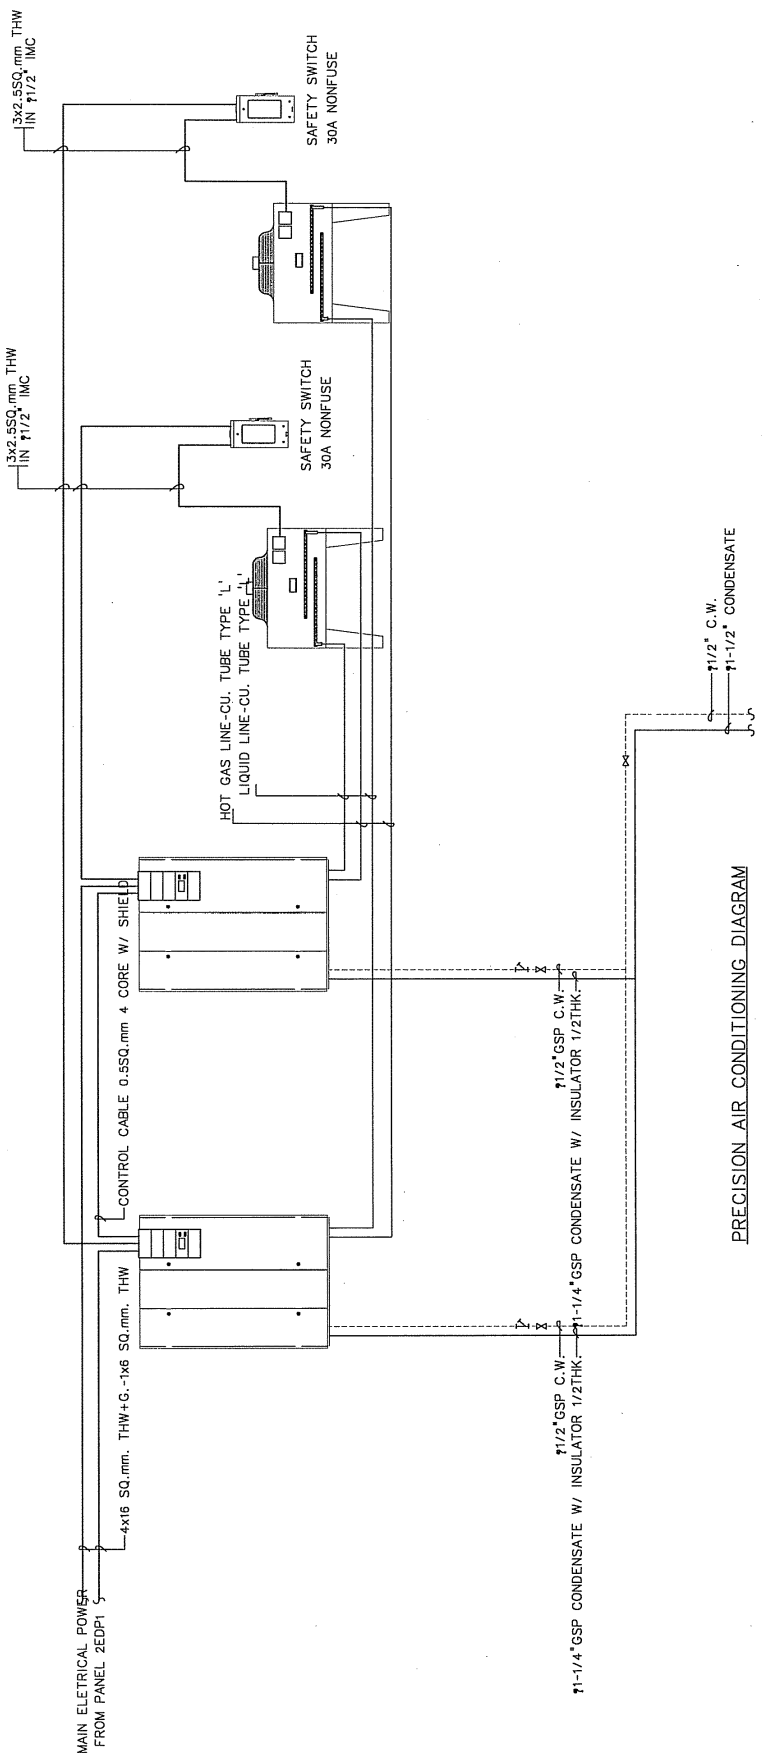 MAIN ELETRICAL POWER
FROM PANEL 2EDP1
4x16 SQ.mm. THW+G.-1x6 SQ.mm. THW
CONTROL CABLE 0.5SQ.mm 4 CORE W/ SHIELD
HOT GAS LINE-CU. TUBE TYPE 'L'
LIQUID LINE-CU. TUBE TYPE 'L'
3x2.5SQ.mm THW
IN ?1/2" IMC
SAFETY SWITCH
30A NONFUSE
3x2.5SQ.mm THW
IN ?1/2" IMC
SAFETY SWITCH
30A NONFUSE
?1/2"GSP C.W.
?1-1/4"GSP CONDENSATE W/ INSULATOR 1/2THK.
?1/2"GSP C.W.
?1-1/4"GSP CONDENSATE W/ INSULATOR 1/2THK.
?1/2" C.W.
?1-1/2" CONDENSATE
PRECISION AIR CONDITIONING DIAGRAM